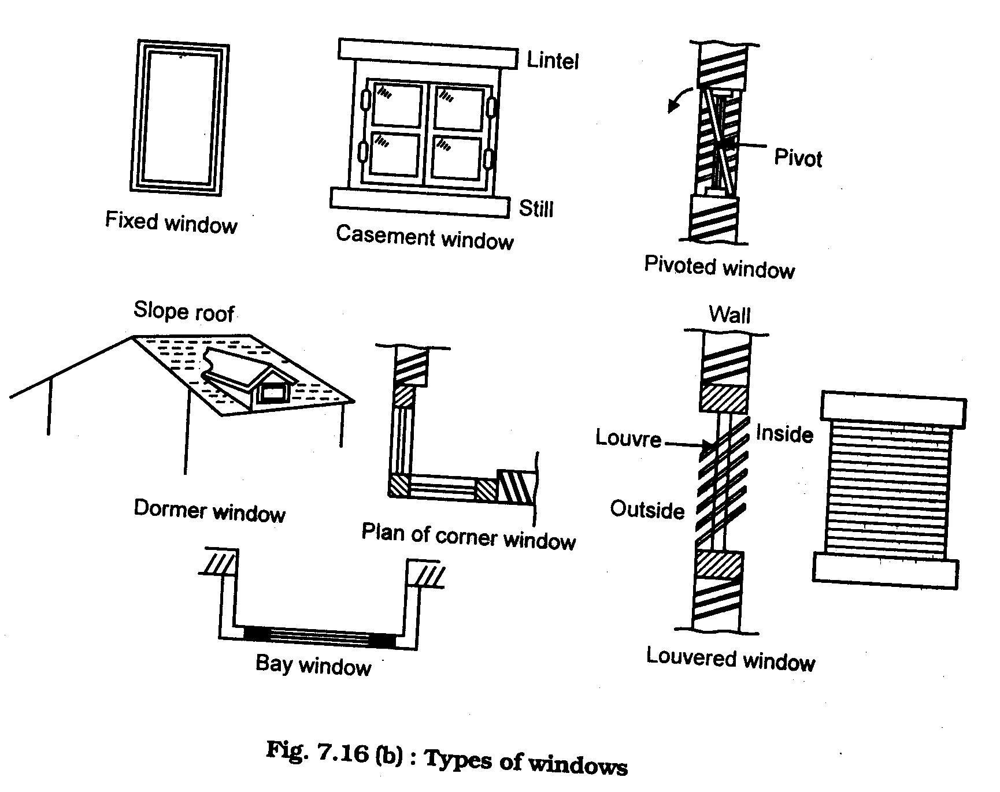 Lintel
Pivot
Still
Fixed window
Casement window
Pivoted window
Slope roof
Wall
Louvre
Inside
Outside
Dormer window
Plan of corner window
Bay window
Louvered window
Fig. 7.16 (b) : Types of windows